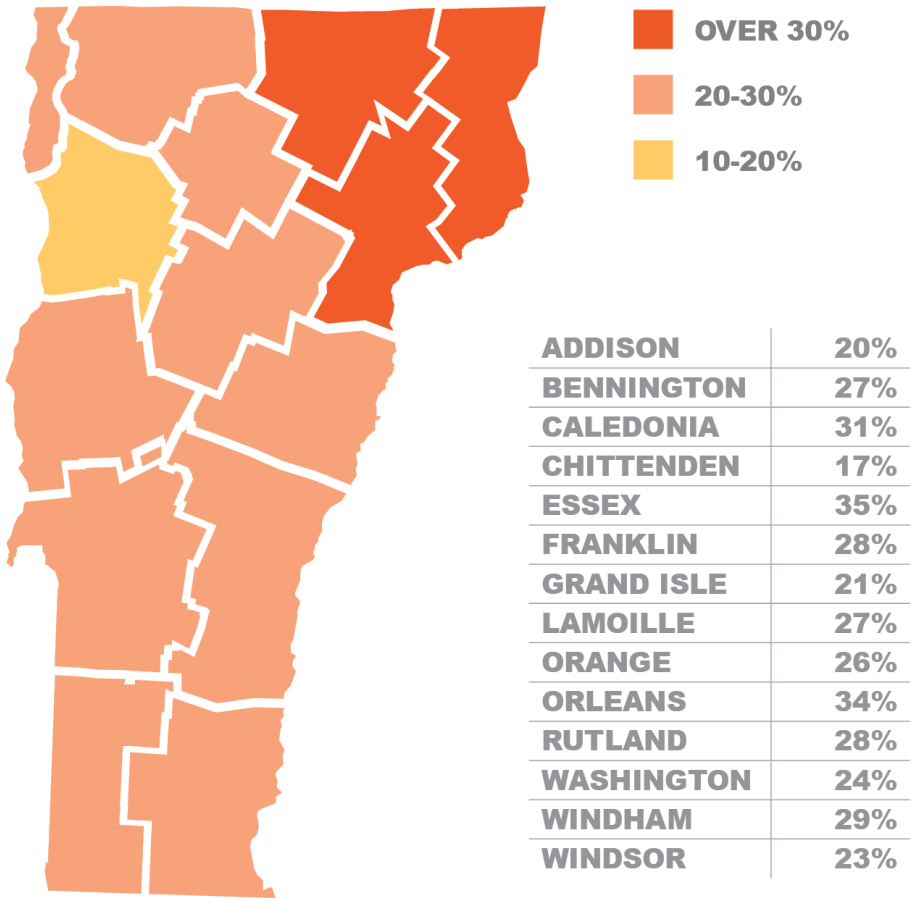 OVER 30%
20-30%
10-20%
ADDISON 20%
BENNINGTON 27%
CALEDONIA 31%
CHITTENDEN 17%
ESSEX 35%
FRANKLIN 28%
GRAND ISLE 21%
LAMOILLE 27%
ORANGE 26%
ORLEANS 34%
RUTLAND 28%
WASHINGTON 24%
WINDHAM 29%
WINDSOR 23%